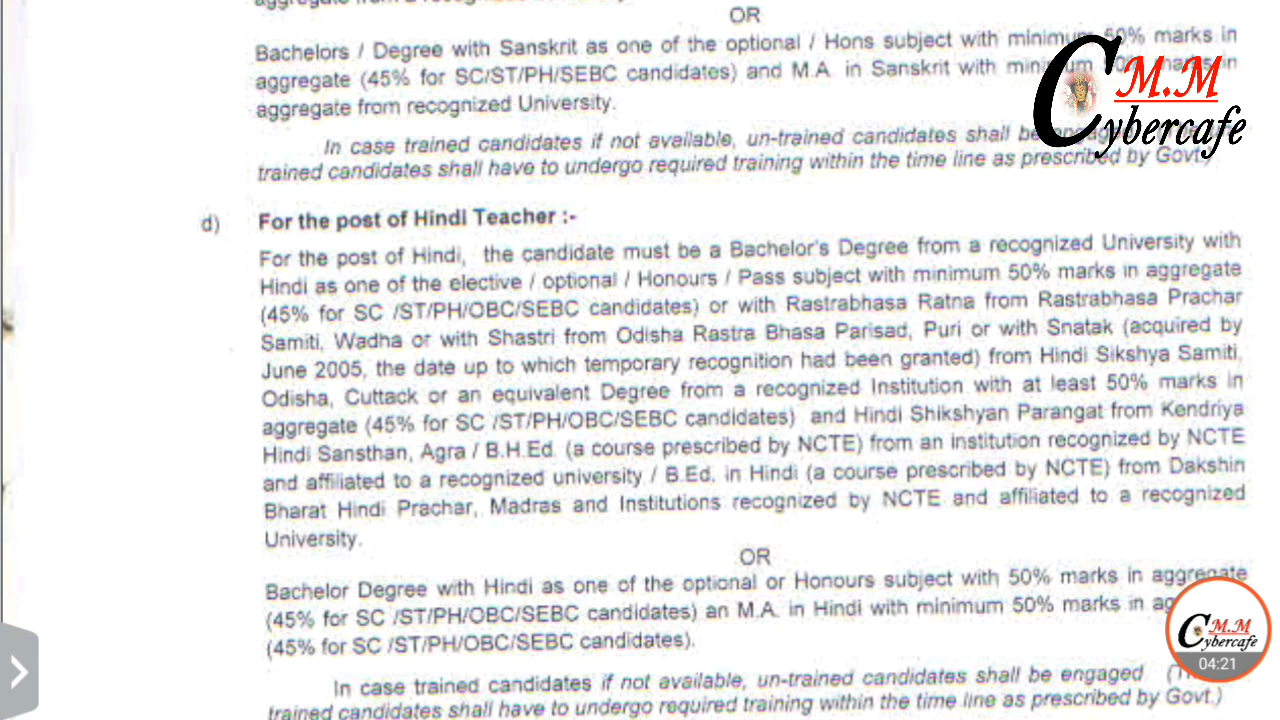 OR
Bachelors / Degree with Sanskrit as one of the optional / Hons subject with minimum 50% marks in
aggregate (45% for SC/ST/PH/SEBC candidates) and M.A. in Sanskrit with minimum 50% marks in
aggregate from recognized University.
In case trained candidates if not available, un-trained candidates shall be
trained candidates shall have to undergo required training within the time line as prescribed by Govt.)
C M.M
Cybercafe
d) For the post of Hindi Teacher :-
For the post of Hindi, the candidate must be a Bachelor's Degree from a recognized University with
Hindi as one of the elective / optional / Honours / Pass subject with minimum 50% marks in aggregate
(45% for SC /ST/PH/OBC/SEBC candidates) or with Rastrabhasa Ratna from Rastrabhasa Prachar
Samiti, Wadha or with Shastri from Odisha Rastra Bhasa Parisad, Puri or with Snatak (acquired by
June 2005, the date up to which temporary recognition had been granted) from Hindi Sikshya Samiti,
Odisha, Cuttack or an equivalent Degree from a recognized Institution with at least 50% marks in
aggregate (45% for SC /ST/PH/OBC/SEBC candidates) and Hindi Shikshyan Parangat from Kendriya
Hindi Sansthan, Agra / B.H.Ed. (a course prescribed by NCTE) from an institution recognized by NCTE
and affiliated to a recognized university / B.Ed. in Hindi (a course prescribed by NCTE) from Dakshin
Bharat Hindi Prachar, Madras and Institutions recognized by NCTE and affiliated to a recognized
University.
OR
Bachelor Degree with Hindi as one of the optional or Honours subject with 50% marks in aggregate
(45% for SC /ST/PH/OBC/SEBC candidates) an M.A. in Hindi with minimum 50% marks in
(45% for SC /ST/PH/OBC/SEBC candidates).
In case trained candidates if not available, un-trained candidates shall be engaged
trained candidates shall have to undergo required training within the time line as prescribed by Govt.)
M.M
Cybercafe
04:21